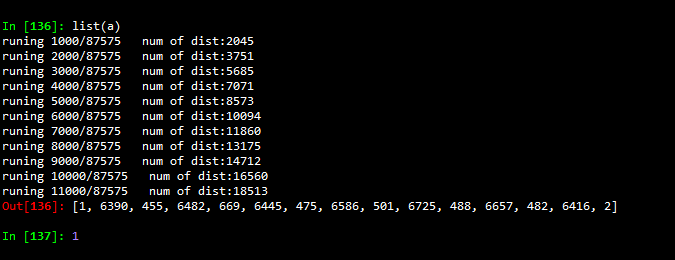 In [136]: list(a)
runing 1000/87575   num of dist:2045
runing 2000/87575   num of dist:3751
runing 3000/87575   num of dist:5685
runing 4000/87575   num of dist:7071
runing 5000/87575   num of dist:8573
runing 6000/87575   num of dist:10094
runing 7000/87575   num of dist:11860
runing 8000/87575   num of dist:13175
runing 9000/87575   num of dist:14712
runing 10000/87575   num of dist:16560
runing 11000/87575   num of dist:18513
Out[136]: [1, 6390, 455, 6482, 669, 6445, 475, 6586, 501, 6725, 488, 6657, 482, 6416, 2]
In [137]: 1